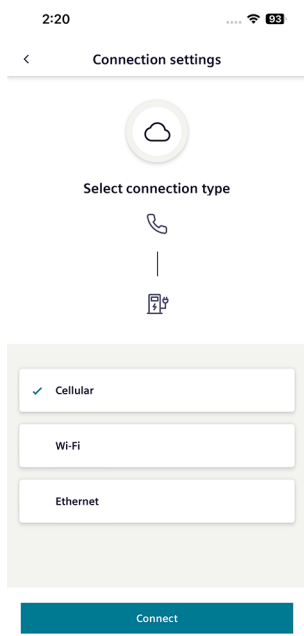 2:20
93
Connection settings
Select connection type
Cellular
Wi-Fi
Ethernet
Connect